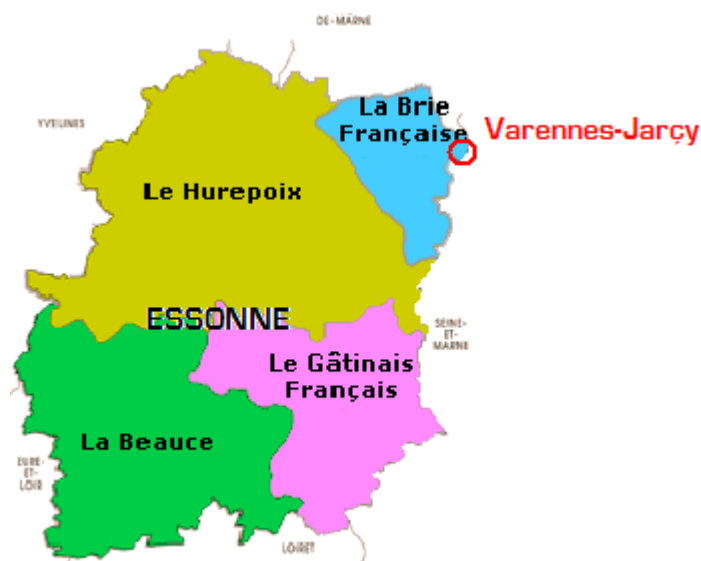 DE-MARNE
YVELINES
La Brie
Française
Varennes-Jarçy
Le Hurepoix
ESSONNE
SEINE-
ET-
MARNE
Le Gâtinais
Français
La Beauce
EURE-
ET-
LOIR
LOIRET